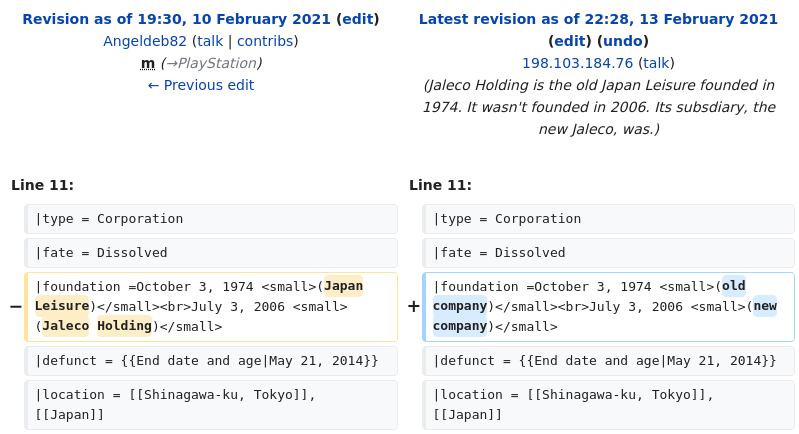 Revision as of 19:30, 10 February 2021 (edit)
Angeldeb82 (talk | contribs)
m (→PlayStation)
← Previous edit
Latest revision as of 22:28, 13 February 2021
(edit) (undo)
198.103.184.76 (talk)
(Jaleco Holding is the old Japan Leisure founded in
1974. It wasn't founded in 2006. Its subsdiary, the
new Jaleco, was.)
Line 11:
Line 11:
|type = Corporation
|type = Corporation
|fate = Dissolved
|fate = Dissolved
− |foundation =October 3, 1974 <small>(Japan
Leisure)</small><br>July 3, 2006 <small>
(Jaleco Holding)</small>
+ |foundation =October 3, 1974 <small>(old
company)</small><br>July 3, 2006 <small>(new
company)</small>
|defunct = {{End date and age|May 21, 2014}}
|defunct = {{End date and age|May 21, 2014}}
|location = [[Shinagawa-ku, Tokyo]],
[[Japan]]
|location = [[Shinagawa-ku, Tokyo]],
[[Japan]]